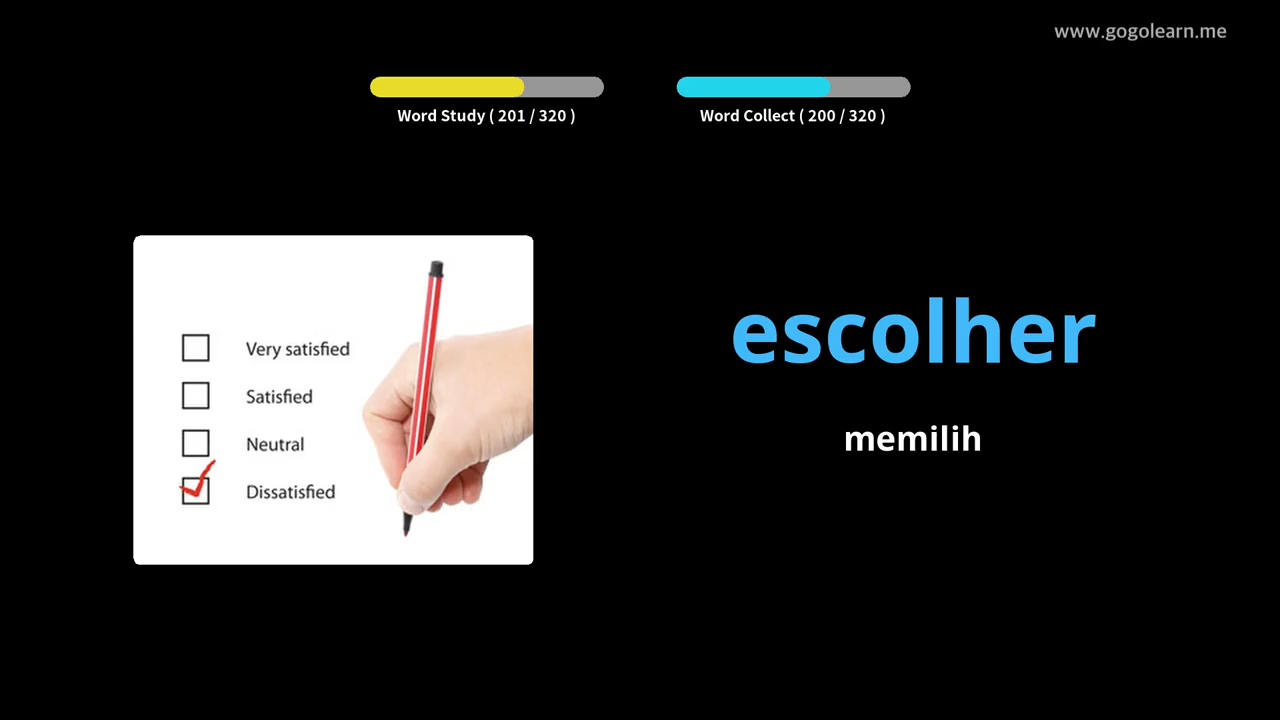 www.gogolearn.me
Word Study ( 201 / 320 )
Word Collect ( 200 / 320 )
Very satisfied
Satisfied
Neutral
Dissatisfied
escolher
memilih